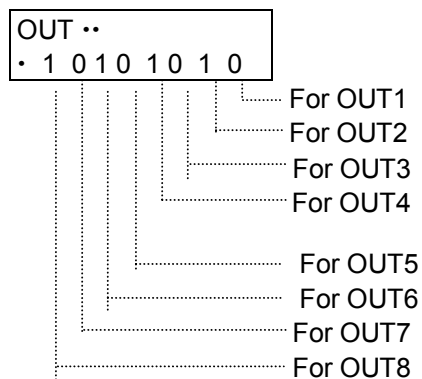 OUT ··
· 1 0 1 0 1 0 1 0
For OUT1
For OUT2
For OUT3
For OUT4
For OUT5
For OUT6
For OUT7
For OUT8